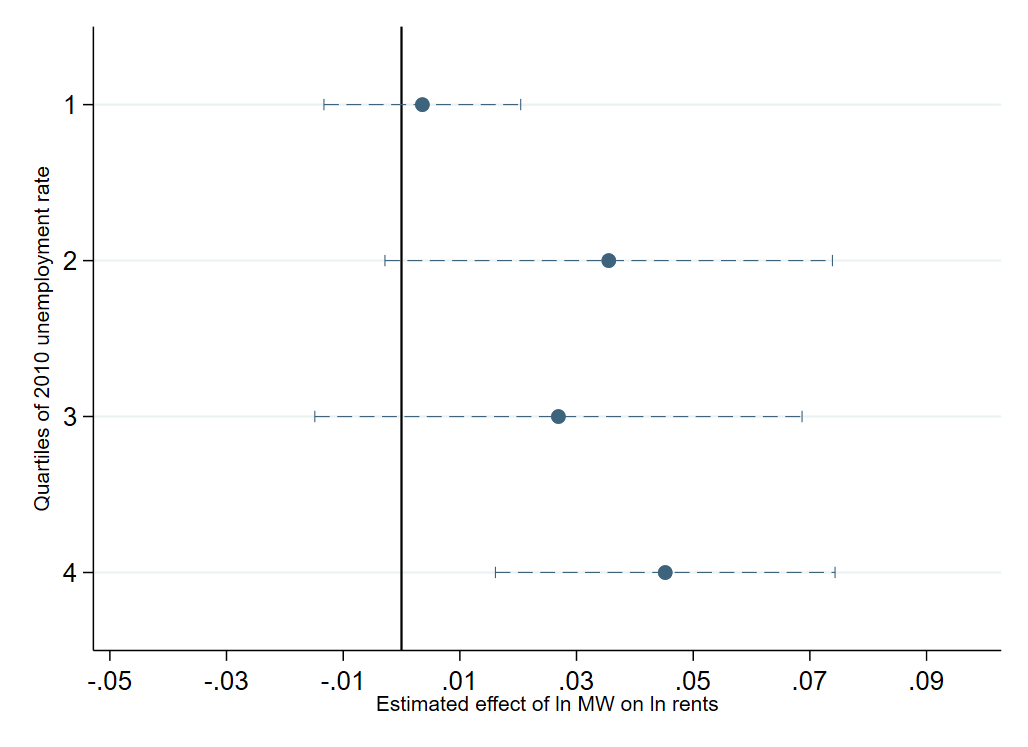 Quartiles of 2010 unemployment rate
1
2
3
4
-.05 -.03 -.01 .01 .03 .05 .07 .09
Estimated effect of ln MW on ln rents